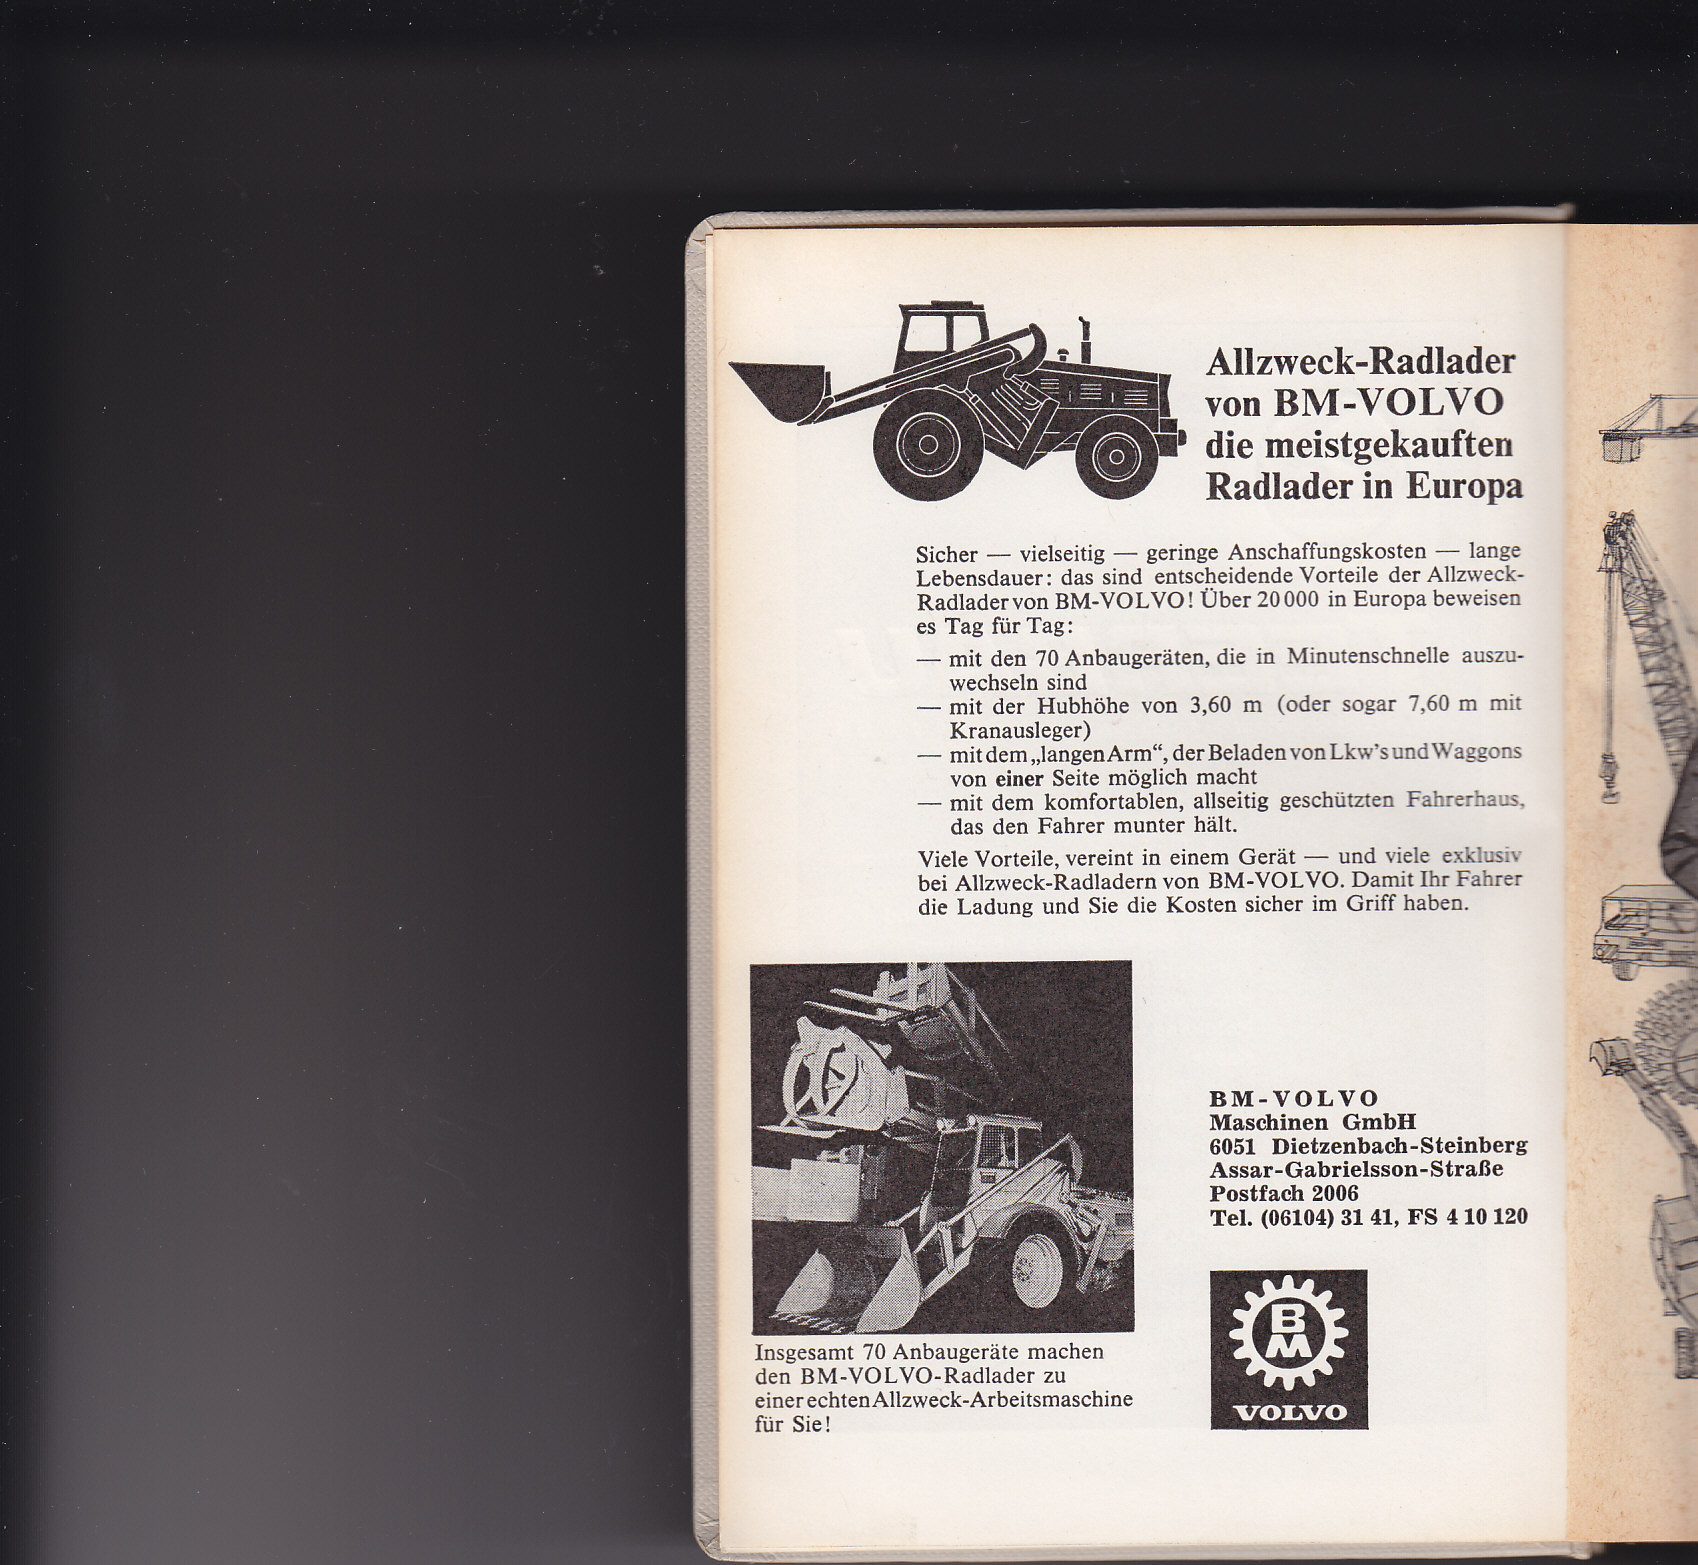 Allzweck-Radlader
von BM-VOLVO
die meistgekauften
Radlader in Europa
Sicher — vielseitig — geringe Anschaffungskosten — lange
Lebensdauer: das sind entscheidende Vorteile der Allzweck-
Radlader von BM-VOLVO! Über 20 000 in Europa beweisen
es Tag für Tag:
— mit den 70 Anbaugeräten, die in Minutenschnelle auszu-
wechseln sind
— mit der Hubhöhe von 3,60 m (oder sogar 7,60 m mit
Kranausleger)
— mit dem „langen Arm“, der Beladen von Lkw's und Waggons
von einer Seite möglich macht
— mit dem komfortablen, allseitig geschützten Fahrerhaus,
das den Fahrer munter hält.
Viele Vorteile, vereint in einem Gerät — und viele exklusiv
bei Allzweck-Radladern von BM-VOLVO. Damit Ihr Fahrer
die Ladung und Sie die Kosten sicher im Griff haben.
Insgesamt 70 Anbaugeräte machen
den BM-VOLVO-Radlader zu
einer echten Allzweck-Arbeitsmaschine
für Sie!
BM-VOLVO
Maschinen GmbH
6051 Dietzenbach-Steinberg
Assar-Gabrielsson-Straße
Postfach 2006
Tel. (06104) 31 41, FS 4 10 120
B
M
VOLVO